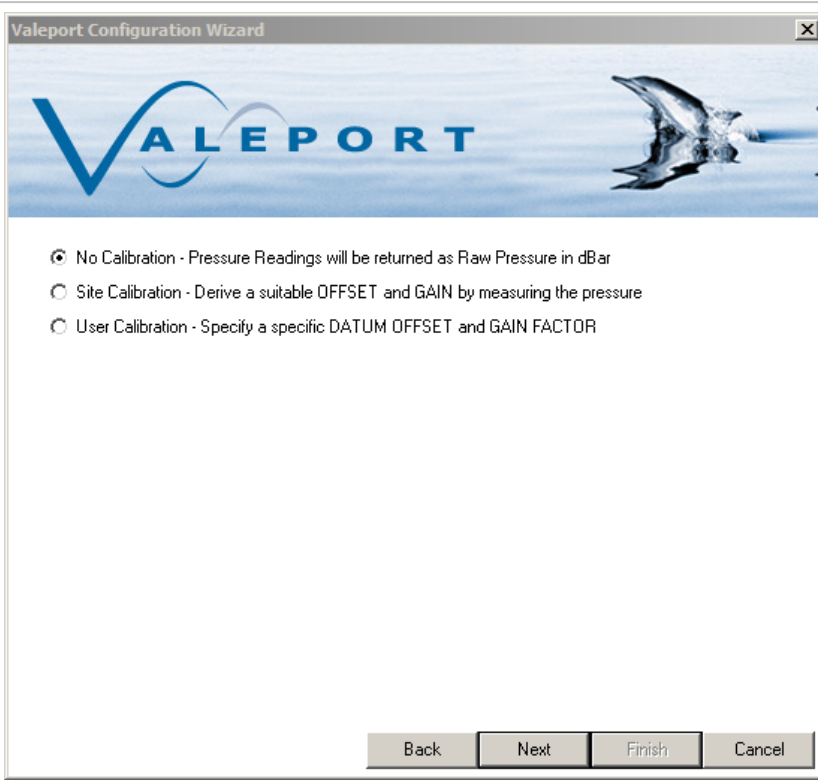 Valeport Configuration Wizard
VALEPORT
No Calibration - Pressure Readings will be returned as Raw Pressure in dBar
Site Calibration - Derive a suitable OFFSET and GAIN by measuring the pressure
User Calibration - Specify a specific DATUM OFFSET and GAIN FACTOR
Back Next Finish Cancel